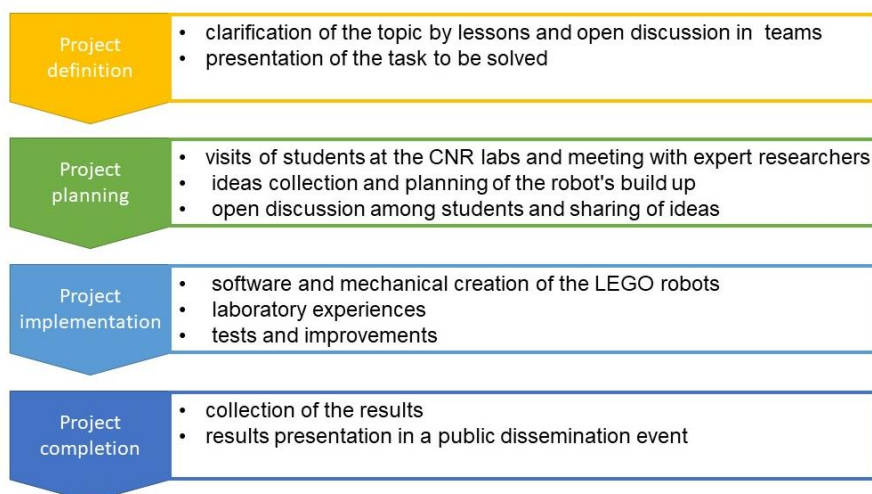 Project
definition
• clarification of the topic by lessons and open discussion in teams
• presentation of the task to be solved
Project
planning
• visits of students at the CNR labs and meeting with expert researchers
• ideas collection and planning of the robot's build up
• open discussion among students and sharing of ideas
Project
implementation
• software and mechanical creation of the LEGO robots
• laboratory experiences
• tests and improvements
Project
completion
• collection of the results
• results presentation in a public dissemination event